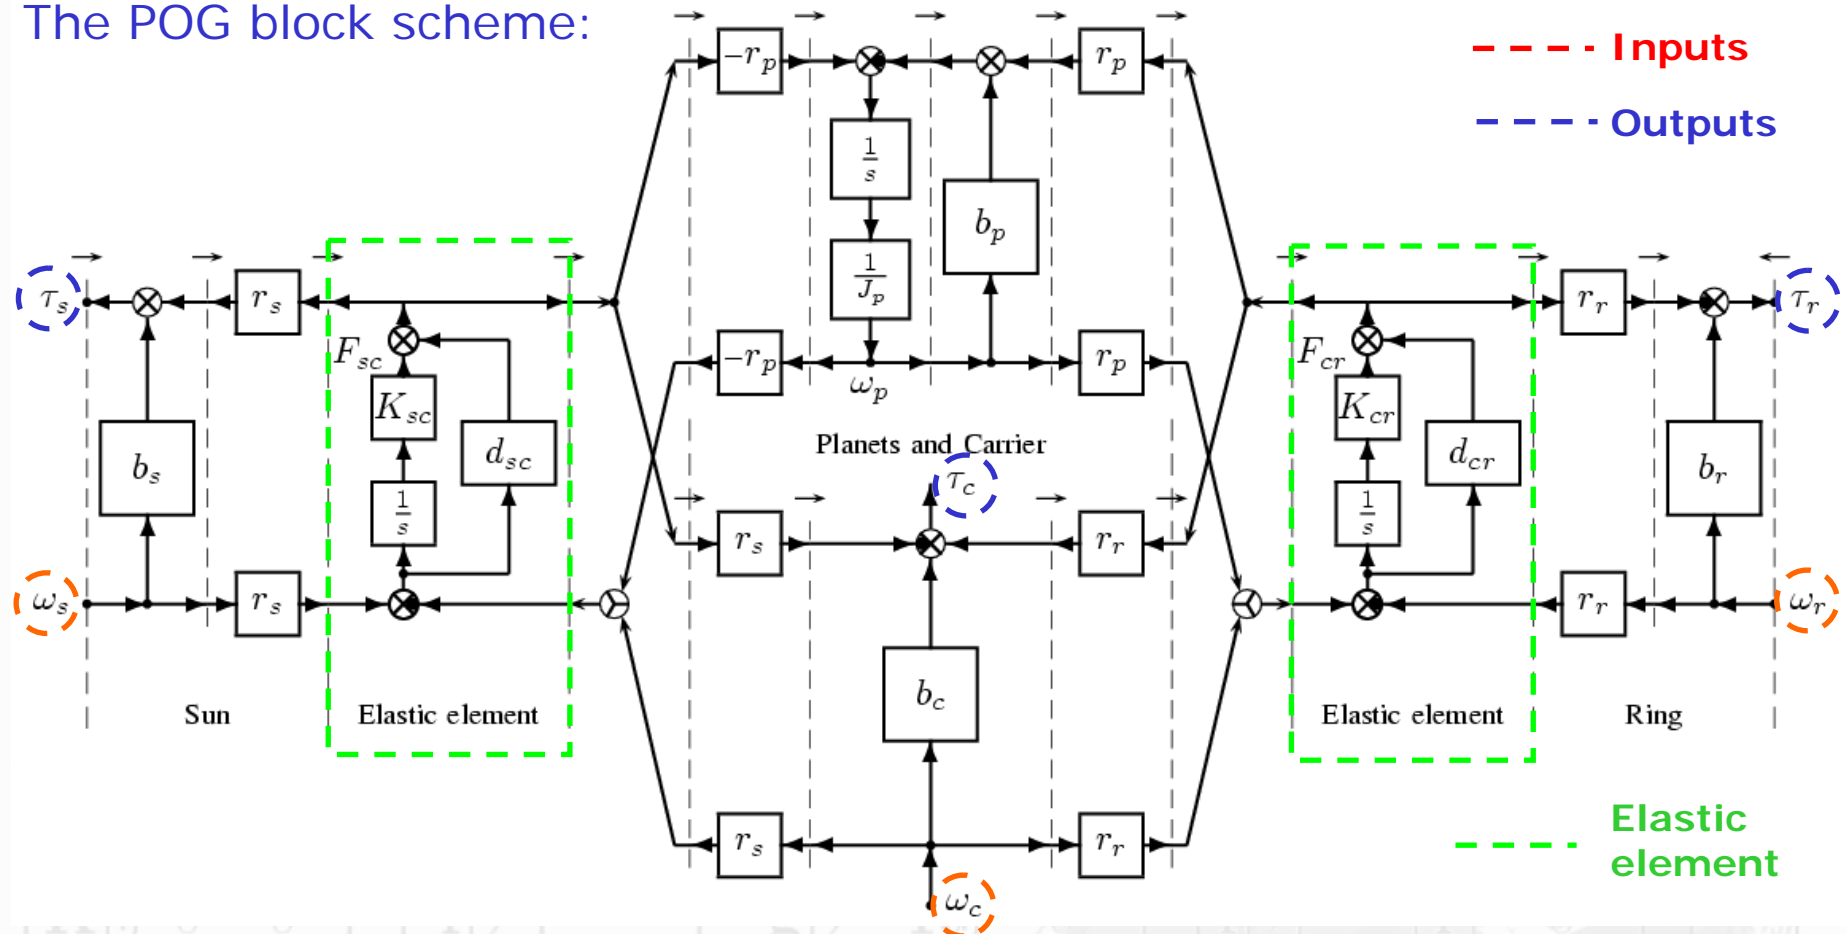 The POG block scheme:
Inputs
Outputs
-r_p
r_p
1/s
b_p
1/J_p
τ_s
r_s
F_sc
K_sc
d_sc
1/s
b_s
ω_s
r_s
-r_p
ω_p
r_p
Planets and Carrier
τ_c
r_s
r_r
b_c
r_s
r_r
ω_c
F_cr
K_cr
d_cr
1/s
r_r
τ_r
b_r
r_r
ω_r
Sun
Elastic element
Elastic element
Ring
Elastic
element